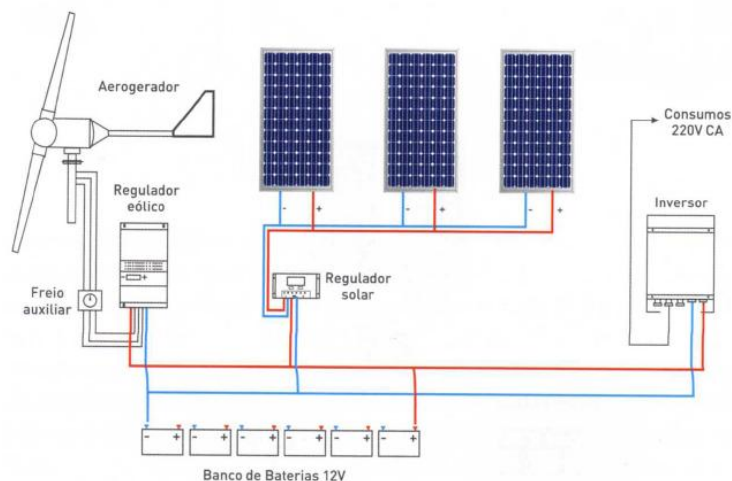 Aerogerador
Regulador
eólico
Freio
auxiliar
- +
- +
- +
- +
Regulador
solar
Consumos
220V CA
Inversor
- +
- +
- +
- +
- +
- +
Banco de Baterias 12V